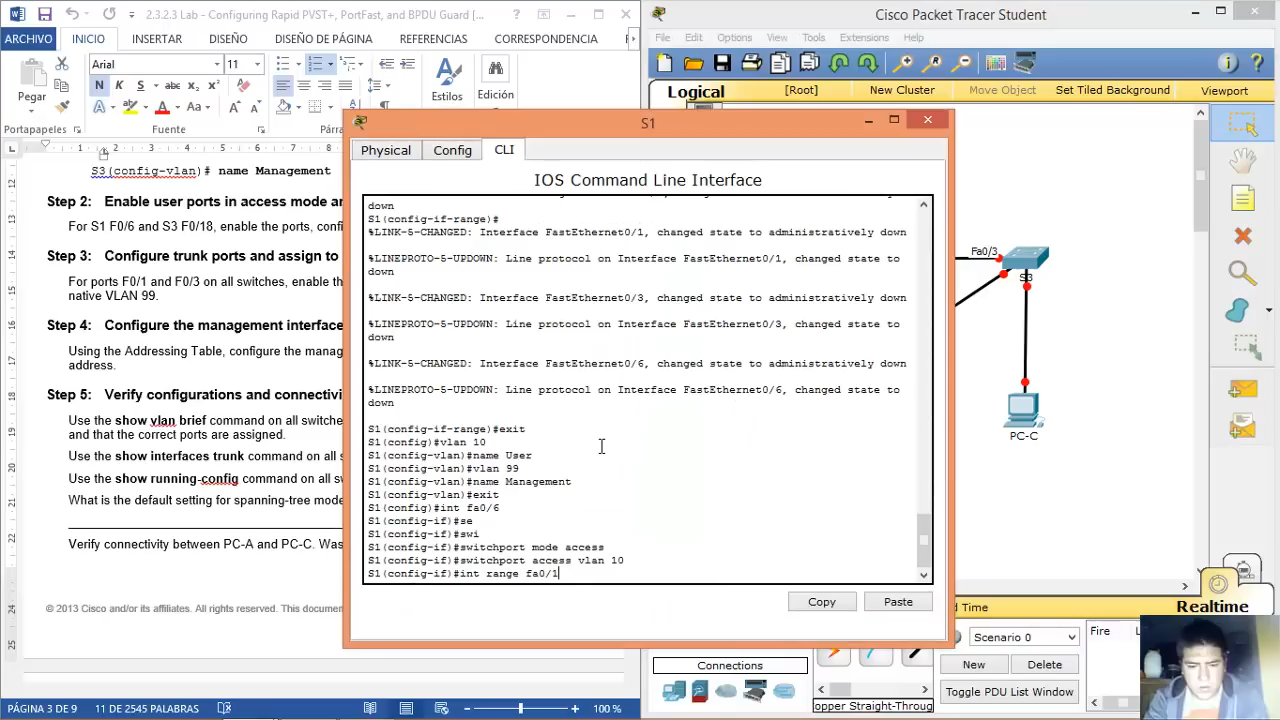 2.3.2.3 Lab - Configuring Rapid PVST+, PortFast, and BPDU Guard [...
Cisco Packet Tracer Student
ARCHIVO INICIO INSERTAR DISEÑO DISEÑO DE PÁGINA REFERENCIAS CORRESPONDENCIA
File Edit Options View Tools Extensions Help
Arial 11
Pegar
Estilos
Edición
Portapapeles
Fuente
Logical [Root] New Cluster Move Object Set Tiled Background Viewport
S1
Physical Config CLI
IOS Command Line Interface
S3(config-vlan)# name Management
Step 2: Enable user ports in access mode an
For S1 F0/6 and S3 F0/18, enable the ports, confi
Step 3: Configure trunk ports and assign to
For ports F0/1 and F0/3 on all switches, enable the
native VLAN 99.
Step 4: Configure the management interface
Using the Addressing Table, configure the manag
address.
Step 5: Verify configurations and connectivi
Use the show vlan brief command on all switche
and that the correct ports are assigned.
Use the show interfaces trunk command on all s
Use the show running-config command on all s
What is the default setting for spanning-tree mode
Verify connectivity between PC-A and PC-C. Was
© 2013 Cisco and/or its affiliates. All rights reserved. This documen
down
S1(config-if-range)#
%LINK-5-CHANGED: Interface FastEthernet0/1, changed state to administratively down
%LINEPROTO-5-UPDOWN: Line protocol on Interface FastEthernet0/1, changed state to
down
%LINK-5-CHANGED: Interface FastEthernet0/3, changed state to administratively down
%LINEPROTO-5-UPDOWN: Line protocol on Interface FastEthernet0/3, changed state to
down
%LINK-5-CHANGED: Interface FastEthernet0/6, changed state to administratively down
%LINEPROTO-5-UPDOWN: Line protocol on Interface FastEthernet0/6, changed state to
down
S1(config-if-range)#exit
S1(config)#vlan 10
S1(config-vlan)#name User
S1(config-vlan)#vlan 99
S1(config-vlan)#name Management
S1(config-vlan)#exit
S1(config)#int fa0/6
S1(config-if)#se
S1(config-if)#swi
S1(config-if)#switchport mode access
S1(config-if)#switchport access vlan 10
S1(config-if)#int range fa0/1
Copy Paste
Fa0/3
S3
PC-C
Time Realtime
Connections
Scenario 0
New Delete
Toggle PDU List Window
Fire
opper Straight-Throug
PÁGINA 3 DE 9 11 DE 2545 PALABRAS 100 %